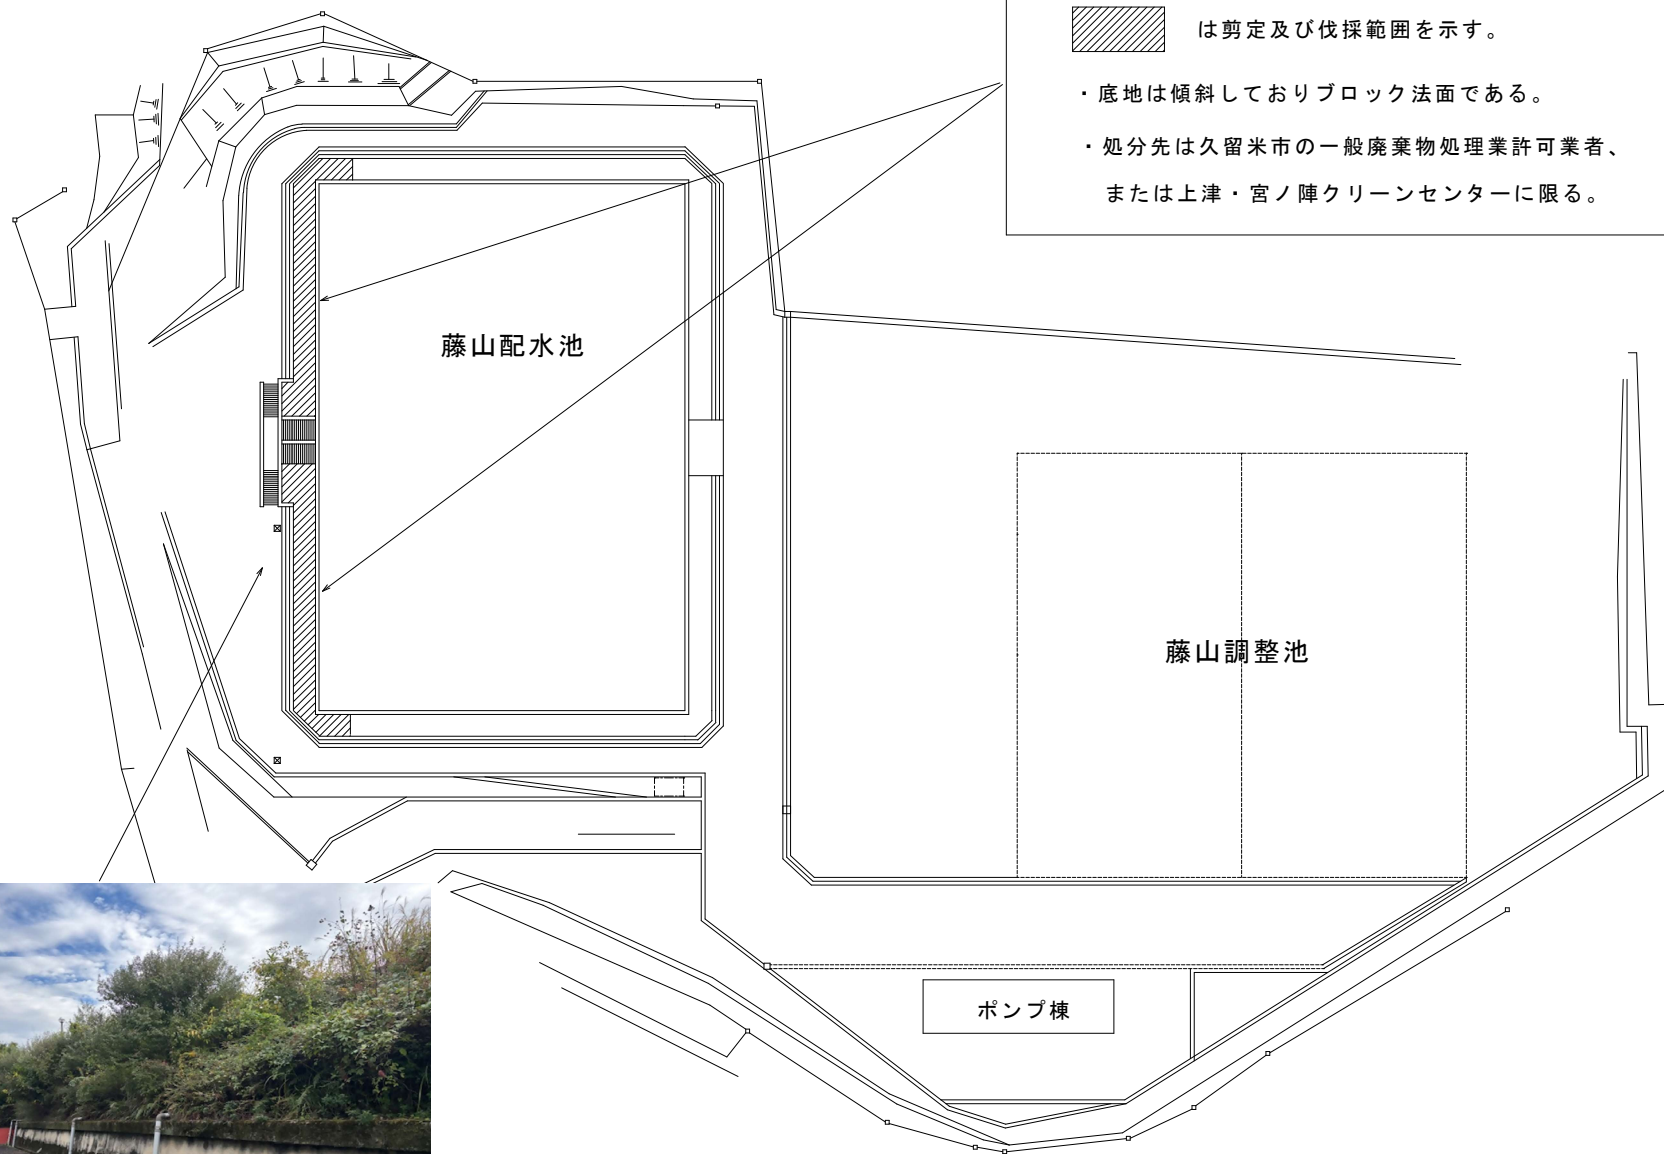 は剪定及び伐採範囲を示す。
・底地は傾斜しておりブロック法面である。
・処分先は久留米市の一般廃棄物処理業許可業者、
または上津・宮ノ陣クリーンセンターに限る。
藤山配水池
藤山調整池
ポンプ棟